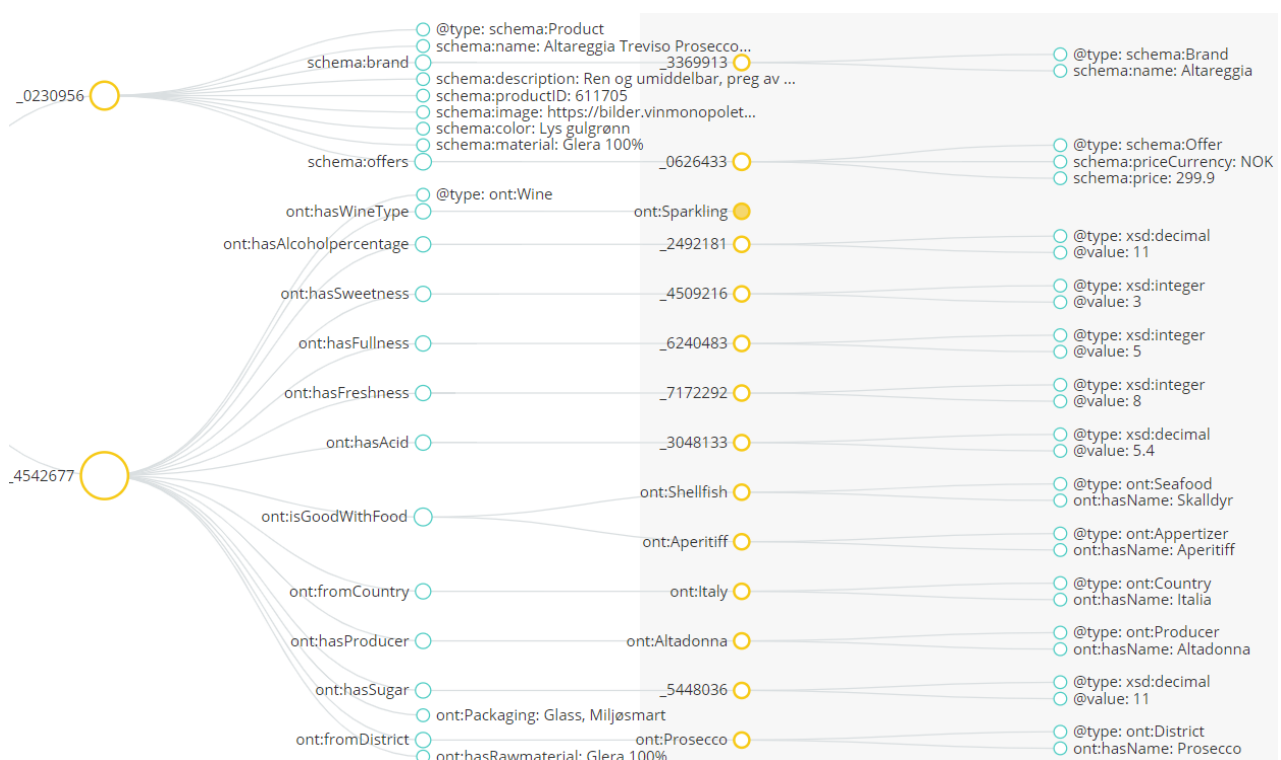 @type: schema:Product
schema:name: Altareggia Treviso Prosecco...
schema:brand
_3369913
@type: schema:Brand
schema:name: Altareggia
_0230956
schema:description: Ren og umiddelbar, preg av ...
schema:productID: 611705
schema:image: https://bilder.vinmonopolet...
schema:color: Lys gulgrønn
schema:material: Glera 100%
schema:offers
_0626433
@type: schema:Offer
schema:priceCurrency: NOK
schema:price: 299.9
@type: ont:Wine
ont:hasWineType
ont:Sparkling
ont:hasAlcoholpercentage
_2492181
@type: xsd:decimal
@value: 11
ont:hasSweetness
_4509216
@type: xsd:integer
@value: 3
ont:hasFullness
_6240483
@type: xsd:integer
@value: 5
ont:hasFreshness
_7172292
@type: xsd:integer
@value: 8
ont:hasAcid
_3048133
@type: xsd:decimal
@value: 5.4
_4542677
ont:isGoodWithFood
ont:Shellfish
@type: ont:Seafood
ont:hasName: Skalldyr
ont:Aperitiff
@type: ont:Appertizer
ont:hasName: Aperitiff
ont:fromCountry
ont:Italy
@type: ont:Country
ont:hasName: Italia
ont:hasProducer
ont:Altadonna
@type: ont:Producer
ont:hasName: Altadonna
ont:hasSugar
_5448036
@type: xsd:decimal
@value: 11
ont:Packaging: Glass, Miljøsmart
ont:fromDistrict
ont:Prosecco
@type: ont:District
ont:hasName: Prosecco
ont:hasRawmaterial: Glera 100%